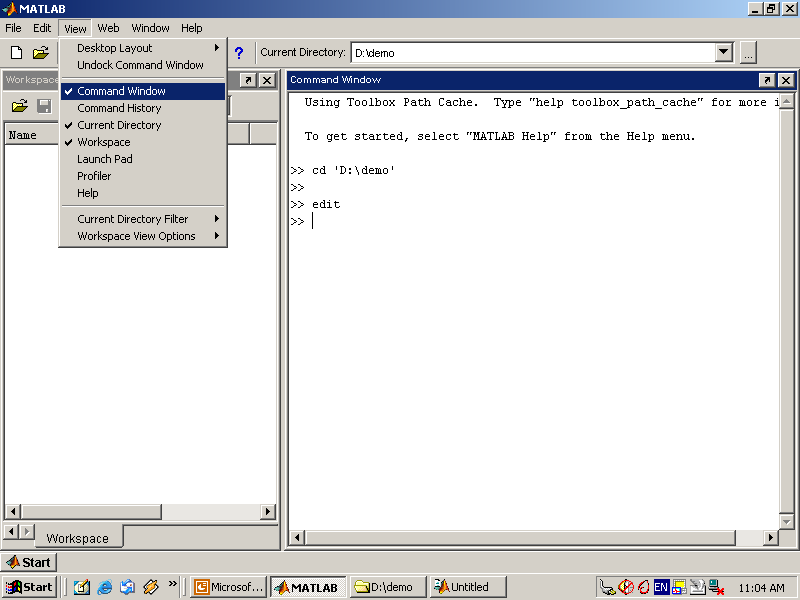 MATLAB
File Edit View Web Window Help
Desktop Layout
Undock Command Window
Command Window
Command History
Current Directory
Workspace
Launch Pad
Profiler
Help
Current Directory Filter
Workspace View Options
? Current Directory: D:\demo ...
Workspace
Name
Workspace
Command Window
Using Toolbox Path Cache. Type "help toolbox_path_cache" for more i
To get started, select "MATLAB Help" from the Help menu.
>> cd 'D:\demo'
>>
>> edit
>>
Start
Start » Microsof... MATLAB D:\demo Untitled EN 11:04 AM